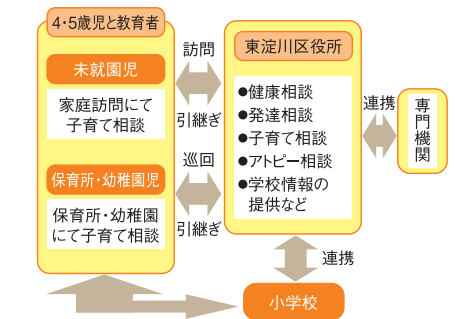 4・5歳児と教育者
未就園児
家庭訪問にて
子育て相談
保育所・幼稚園児
保育所・幼稚園
にて子育て相談
訪問
引継ぎ
巡回
引継ぎ
東淀川区役所
●健康相談
●発達相談
●子育て相談
●アトピー相談
●学校情報の
提供など
連携
専門機関
連携
小学校